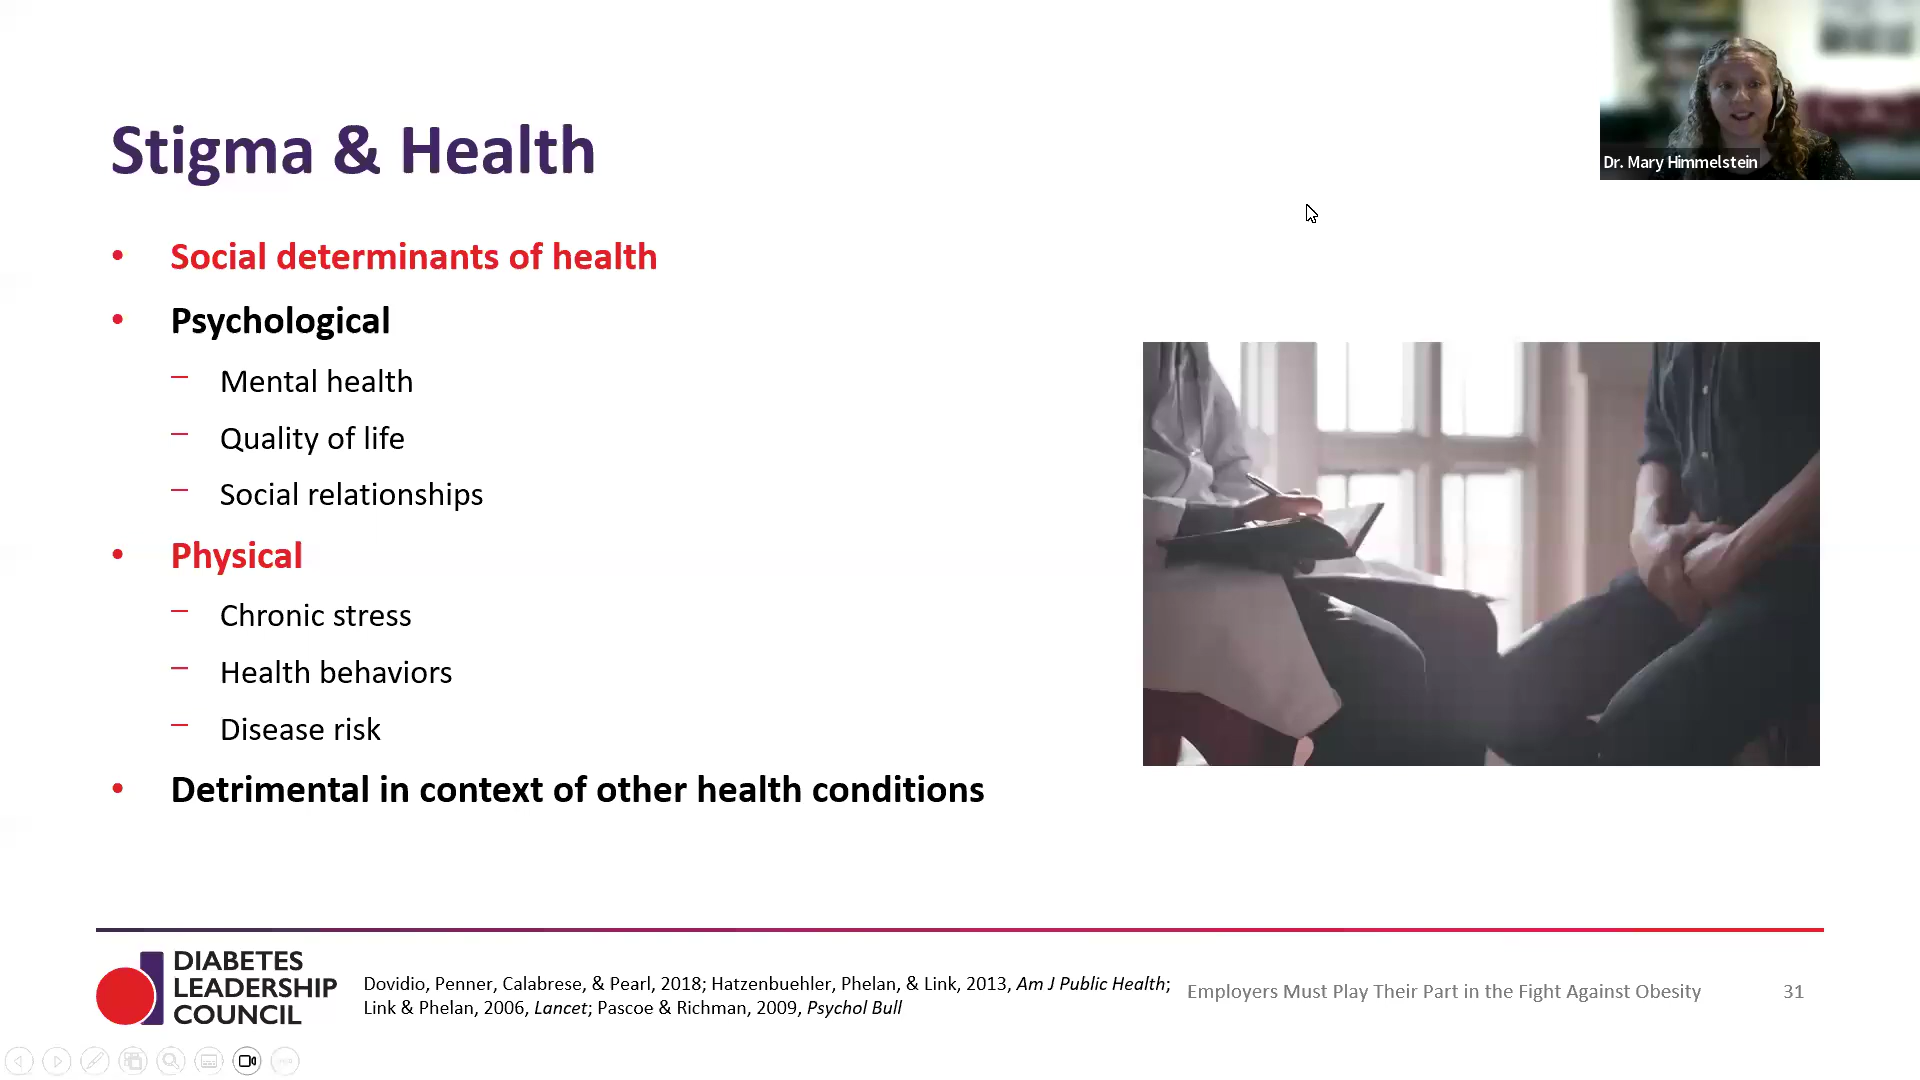 Dr. Mary Himmelstein
Stigma & Health
• Social determinants of health
• Psychological
– Mental health
– Quality of life
– Social relationships
• Physical
– Chronic stress
– Health behaviors
– Disease risk
• Detrimental in context of other health conditions
DIABETES
LEADERSHIP
COUNCIL
Dovidio, Penner, Calabrese, & Pearl, 2018; Hatzenbuehler, Phelan, & Link, 2013, Am J Public Health;
Link & Phelan, 2006, Lancet; Pascoe & Richman, 2009, Psychol Bull
Employers Must Play Their Part in the Fight Against Obesity
31